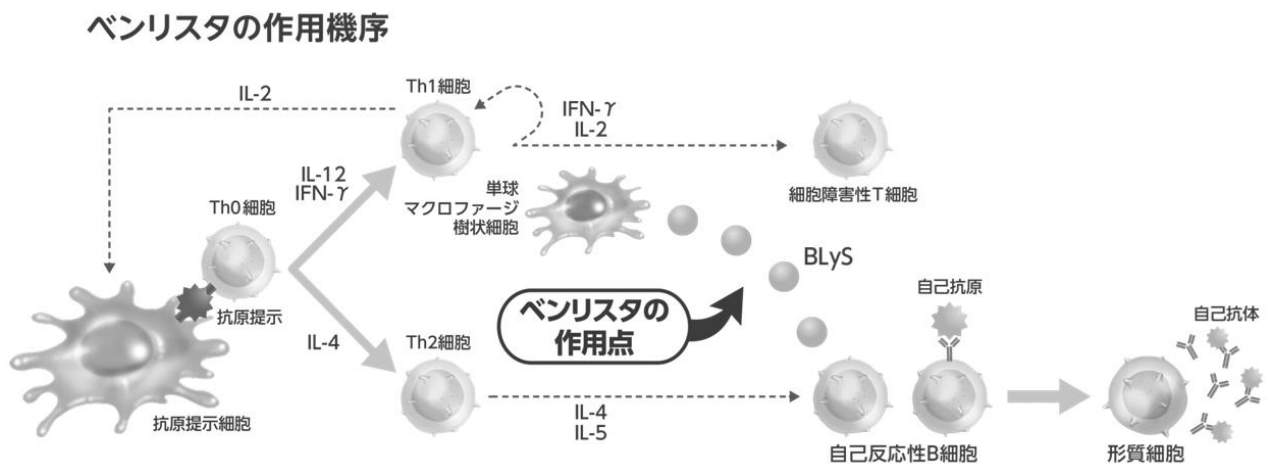 ベンリスタの作用機序
IL-2
Th1細胞
IFN-γ
IL-2
細胞障害性T細胞
IL-12
IFN-γ
単球
マクロファージ
樹状細胞
Th0細胞
抗原提示
抗原提示細胞
BLyS
ベンリスタの
作用点
IL-4
Th2細胞
IL-4
IL-5
自己抗原
自己反応性B細胞
自己抗体
形質細胞